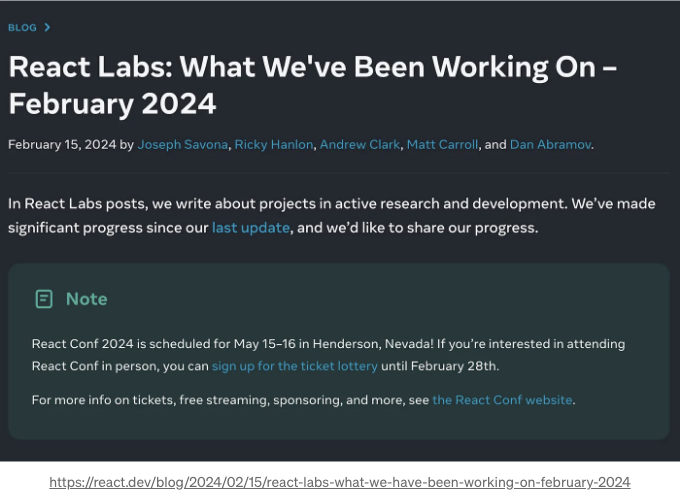 BLOG >
React Labs: What We've Been Working On –
February 2024
February 15, 2024 by Joseph Savona, Ricky Hanlon, Andrew Clark, Matt Carroll, and Dan Abramov.
In React Labs posts, we write about projects in active research and development. We’ve made
significant progress since our last update, and we’d like to share our progress.
Note
React Conf 2024 is scheduled for May 15–16 in Henderson, Nevada! If you’re interested in attending
React Conf in person, you can sign up for the ticket lottery until February 28th.
For more info on tickets, free streaming, sponsoring, and more, see the React Conf website.
https://react.dev/blog/2024/02/15/react-labs-what-we-have-been-working-on-february-2024